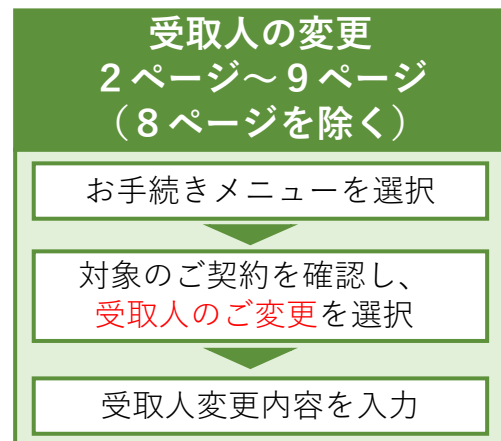 受取人の変更
２ページ～９ページ
（８ページを除く）
お手続きメニューを選択
対象のご契約を確認し、
受取人のご変更を選択
受取人変更内容を入力